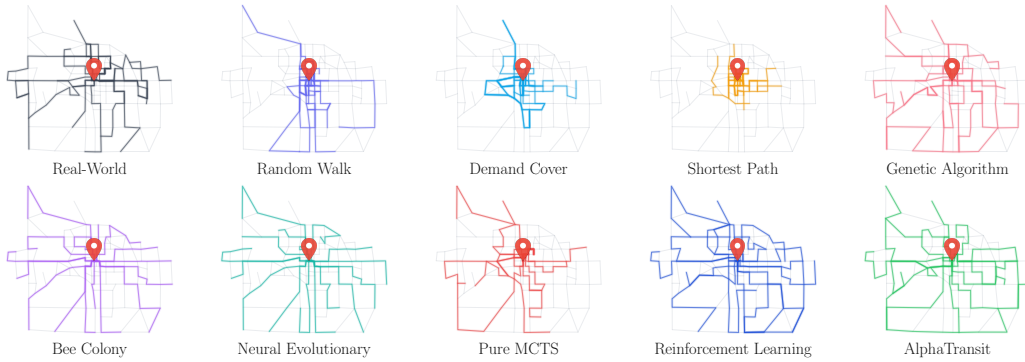 Real-World
Random Walk
Demand Cover
Shortest Path
Genetic Algorithm
Bee Colony
Neural Evolutionary
Pure MCTS
Reinforcement Learning
AlphaTransit